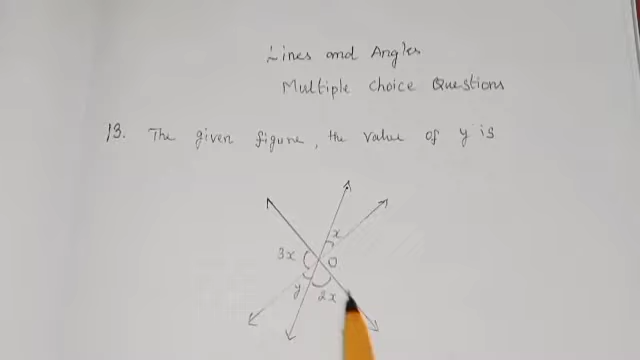 Lines and Angles
Multiple choice Questions
13. The given figure, the value of y is
x
3x
O
y
2x